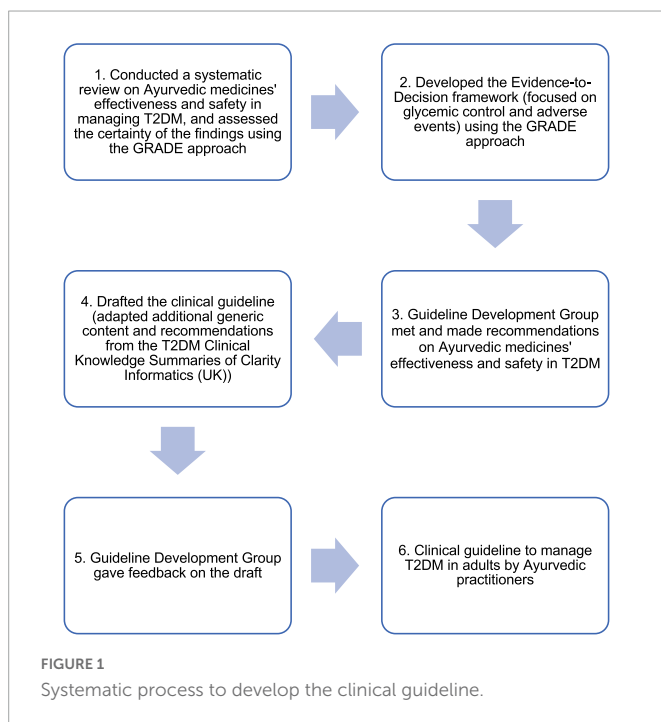 1. Conducted a systematic
review on Ayurvedic medicines'
effectiveness and safety in
managing T2DM, and assessed
the certainty of the findings using
the GRADE approach
2. Developed the Evidence-to-
Decision framework (focused on
glycemic control and adverse
events) using the GRADE
approach
3. Guideline Development Group
met and made recommendations
on Ayurvedic medicines'
effectiveness and safety in T2DM
4. Drafted the clinical guideline
(adapted additional generic
content and recommendations
from the T2DM Clinical
Knowledge Summaries of Clarity
Informatics (UK))
5. Guideline Development Group
gave feedback on the draft
6. Clinical guideline to manage
T2DM in adults by Ayurvedic
practitioners
FIGURE 1
Systematic process to develop the clinical guideline.